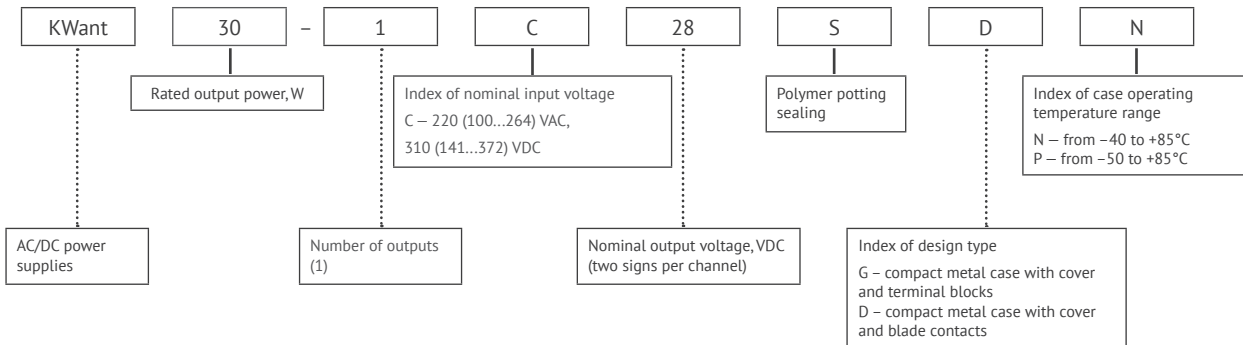 KWant 30 – 1 C 28 S D N
Rated output power, W
Index of nominal input voltage
C – 220 (100...264) VAC,
310 (141...372) VDC
Polymer potting
sealing
Index of case operating
temperature range
N – from –40 to +85°C
P – from –50 to +85°C
AC/DC power
supplies
Number of outputs
(1)
Nominal output voltage, VDC
(two signs per channel)
Index of design type
G – compact metal case with cover
and terminal blocks
D – compact metal case with cover
and blade contacts